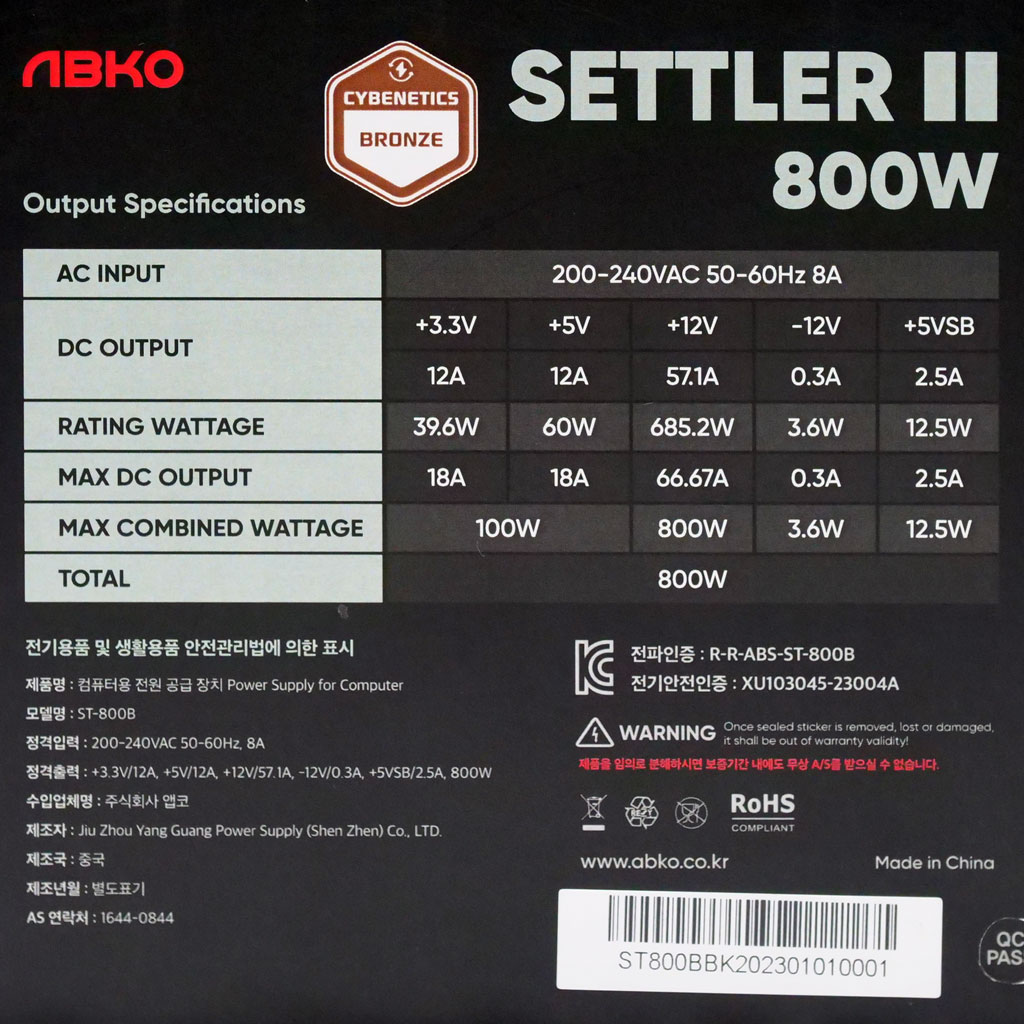 ABKO
CYBENETICS
BRONZE
SETTLER II
800W
Output Specifications
AC INPUT 200-240VAC 50-60Hz 8A
DC OUTPUT +3.3V +5V +12V -12V +5VSB
12A 12A 57.1A 0.3A 2.5A
RATING WATTAGE 39.6W 60W 685.2W 3.6W 12.5W
MAX DC OUTPUT 18A 18A 66.67A 0.3A 2.5A
MAX COMBINED WATTAGE 100W 800W 3.6W 12.5W
TOTAL 800W
전기용품 및 생활용품 안전관리법에 의한 표시
제품명 : 컴퓨터용 전원 공급 장치 Power Supply for Computer
모델명 : ST-800B
정격입력 : 200-240VAC 50-60Hz, 8A
정격출력 : +3.3V/12A, +5V/12A, +12V/57.1A, -12V/0.3A, +5VSB/2.5A, 800W
수입업체명 : 주식회사 앱코
제조자 : Jiu Zhou Yang Guang Power Supply (Shen Zhen) Co., LTD.
제조국 : 중국
제조년월 : 별도표기
AS 연락처 : 1644-0844
전파인증 : R-R-ABS-ST-800B
전기안전인증 : XU103045-23004A
WARNING Once sealed sticker is removed, lost or damaged,
it shall be out of warranty validity!
제품을 임의로 분해하시면 보증기간 내에도 무상 A/S를 받으실 수 없습니다.
RoHS
COMPLIANT
www.abko.co.kr Made in China
ST800BBK202301010001
QC
PAS